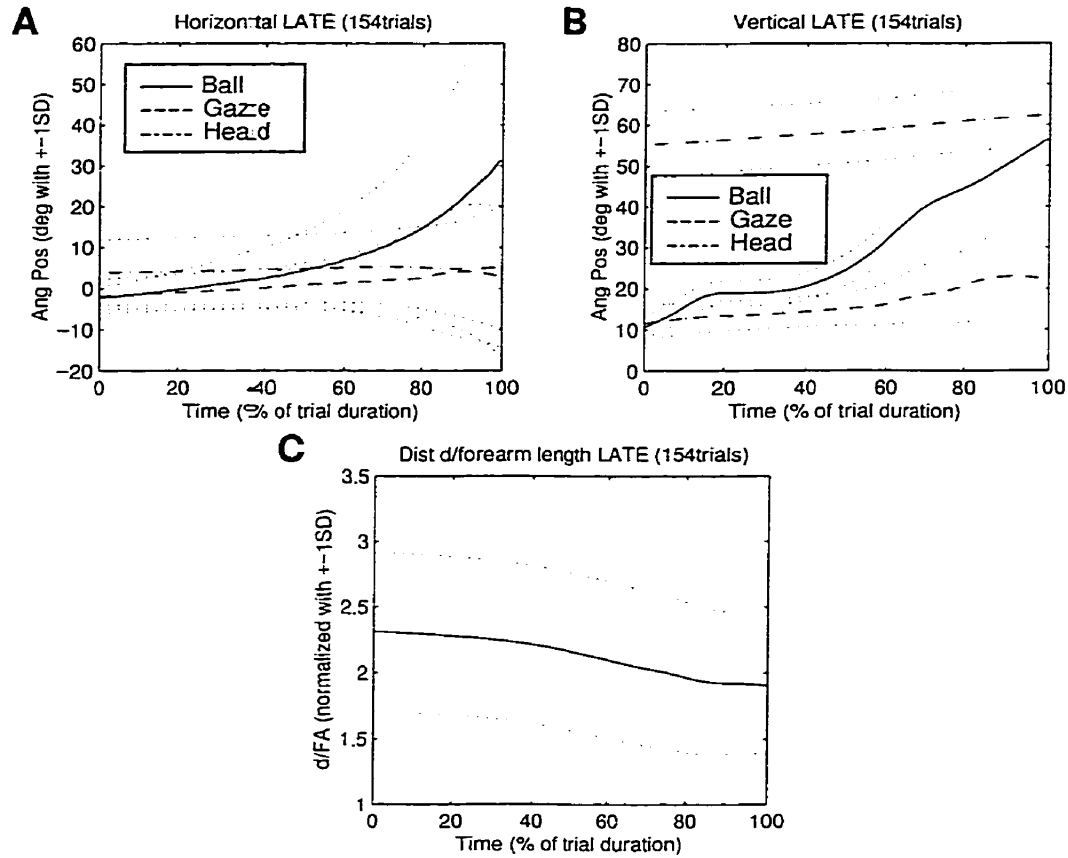 A
Horizontal LATE (154trials)
Ang Pos (deg with +-1SD)
60
50
40
30
20
10
0
-10
-20
Ball
Gaze
Head
0
20
40
60
80
100
Time (% of trial duration)
B
Vertical LATE (154trials)
Ang Pos (deg with +-1SD)
80
70
60
50
40
30
20
10
0
Ball
Gaze
Head
0
20
40
60
80
100
Time (% of trial duration)
C
Dist d/forearm length LATE (154trials)
d/FA (normalized with +-1SD)
3.5
3
2.5
2
1.5
1
0
20
40
60
80
100
Time (% of trial duration)